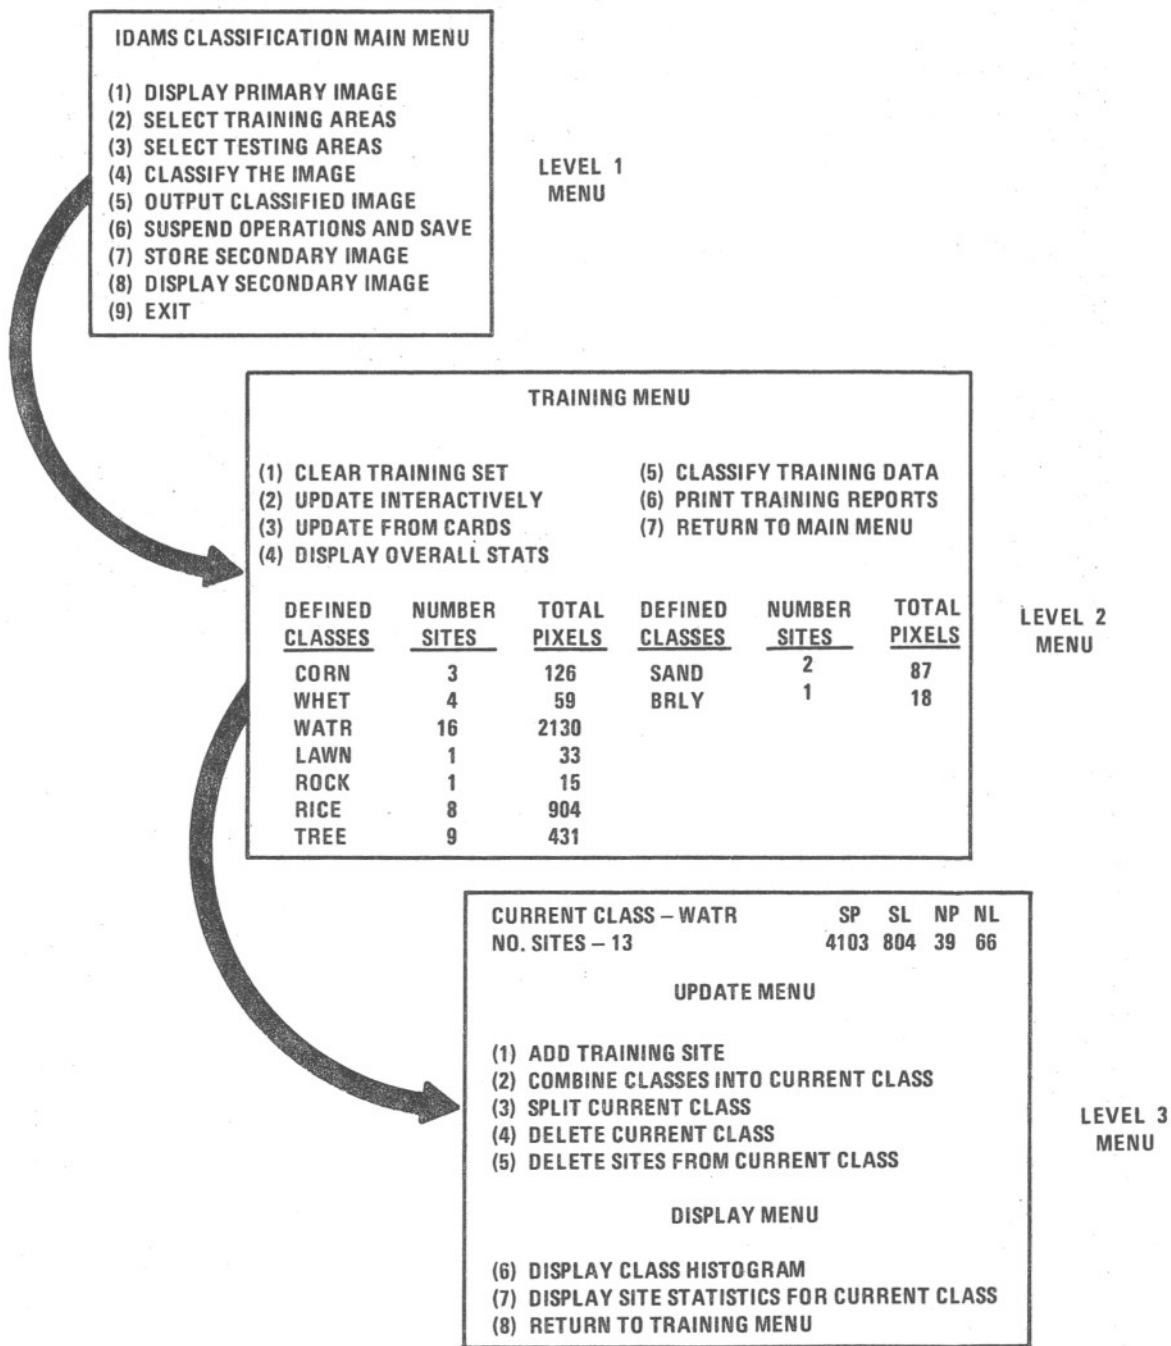 IDAMS CLASSIFICATION MAIN MENU
(1) DISPLAY PRIMARY IMAGE
(2) SELECT TRAINING AREAS
(3) SELECT TESTING AREAS
(4) CLASSIFY THE IMAGE
(5) OUTPUT CLASSIFIED IMAGE
(6) SUSPEND OPERATIONS AND SAVE
(7) STORE SECONDARY IMAGE
(8) DISPLAY SECONDARY IMAGE
(9) EXIT
LEVEL 1
MENU
TRAINING MENU
(1) CLEAR TRAINING SET (5) CLASSIFY TRAINING DATA
(2) UPDATE INTERACTIVELY (6) PRINT TRAINING REPORTS
(3) UPDATE FROM CARDS (7) RETURN TO MAIN MENU
(4) DISPLAY OVERALL STATS
DEFINED NUMBER TOTAL DEFINED NUMBER TOTAL
CLASSES SITES PIXELS CLASSES SITES PIXELS
CORN 3 126 SAND 2 87
WHET 4 59 BRLY 1 18
WATR 16 2130
LAWN 1 33
ROCK 1 15
RICE 8 904
TREE 9 431
LEVEL 2
MENU
CURRENT CLASS – WATR SP SL NP NL
NO. SITES – 13 4103 804 39 66
UPDATE MENU
(1) ADD TRAINING SITE
(2) COMBINE CLASSES INTO CURRENT CLASS
(3) SPLIT CURRENT CLASS
(4) DELETE CURRENT CLASS
(5) DELETE SITES FROM CURRENT CLASS
DISPLAY MENU
(6) DISPLAY CLASS HISTOGRAM
(7) DISPLAY SITE STATISTICS FOR CURRENT CLASS
(8) RETURN TO TRAINING MENU
LEVEL 3
MENU